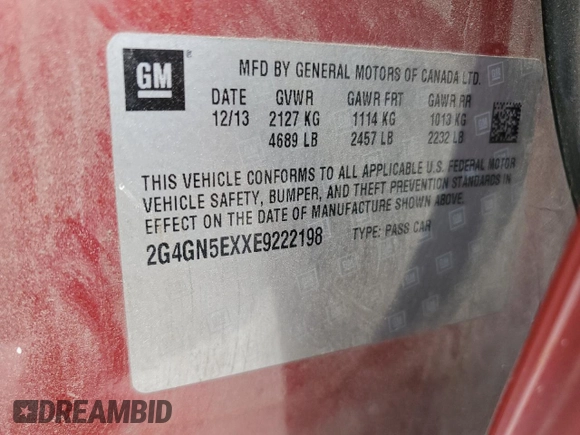 GM
MFD BY GENERAL MOTORS OF CANADA LTD.
DATE GVWR GAWR FRT GAWR RR
12/13 2127 KG 1114 KG 1013 KG
4689 LB 2457 LB 2232 LB
THIS VEHICLE CONFORMS TO ALL APPLICABLE U.S. FEDERAL MOTOR
VEHICLE SAFETY, BUMPER, AND THEFT PREVENTION STANDARDS IN
EFFECT ON THE DATE OF MANUFACTURE SHOWN ABOVE.
2G4GN5EXXE9222198 TYPE: PASS CAR
DREAMBID